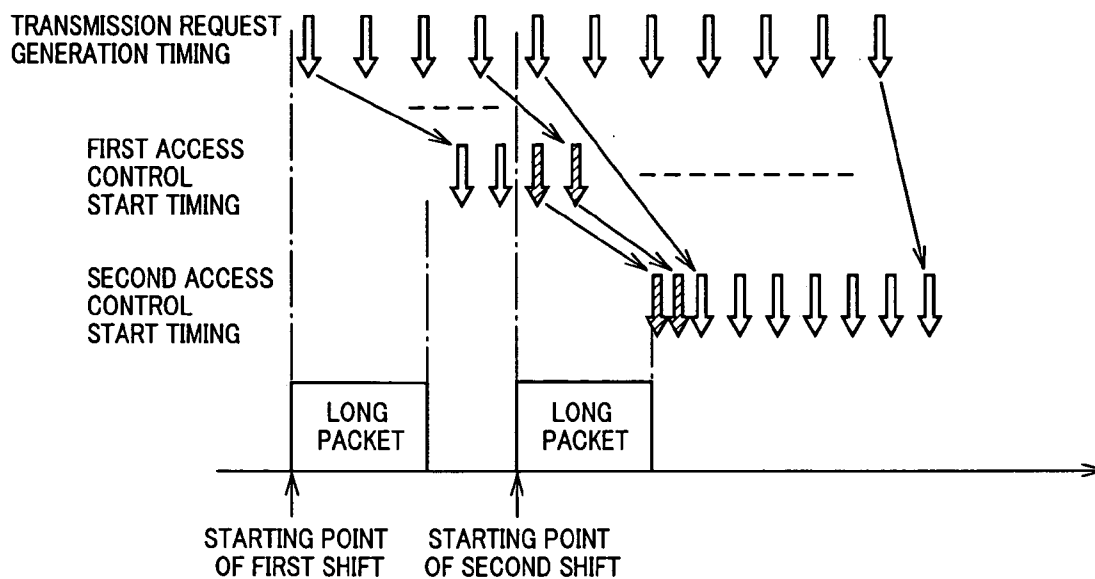 TRANSMISSION REQUEST
GENERATION TIMING
FIRST ACCESS
CONTROL
START TIMING
SECOND ACCESS
CONTROL
START TIMING
LONG
PACKET
LONG
PACKET
STARTING POINT
OF FIRST SHIFT
STARTING POINT
OF SECOND SHIFT